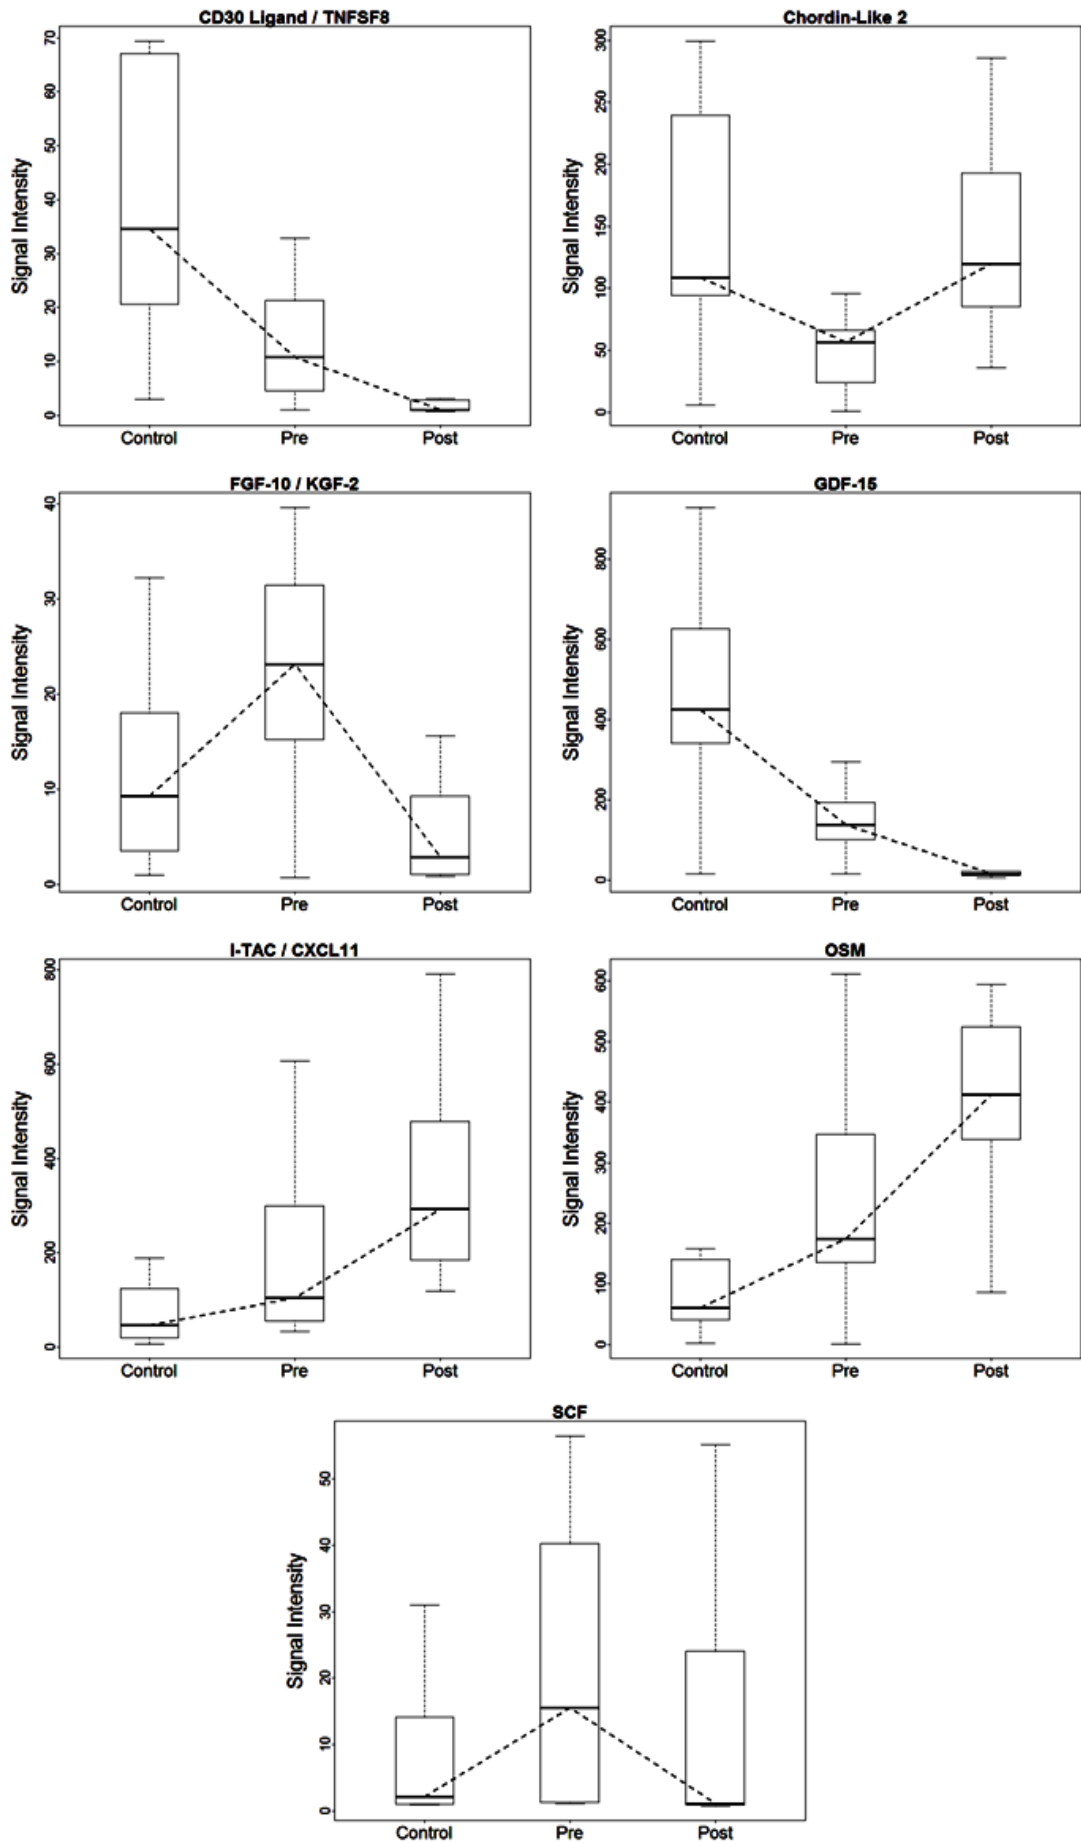 CD30 Ligand / TNFSF8
Signal Intensity
70
60
50
40
30
20
10
0
Control Pre Post
Chordin-Like 2
Signal Intensity
300
250
200
150
100
50
0
Control Pre Post
FGF-10 / KGF-2
Signal Intensity
40
30
20
10
0
Control Pre Post
GDF-15
Signal Intensity
800
600
400
200
0
Control Pre Post
I-TAC / CXCL11
Signal Intensity
800
600
400
200
0
Control Pre Post
OSM
Signal Intensity
600
500
400
300
200
100
0
Control Pre Post
SCF
Signal Intensity
50
40
30
20
10
0
Control Pre Post